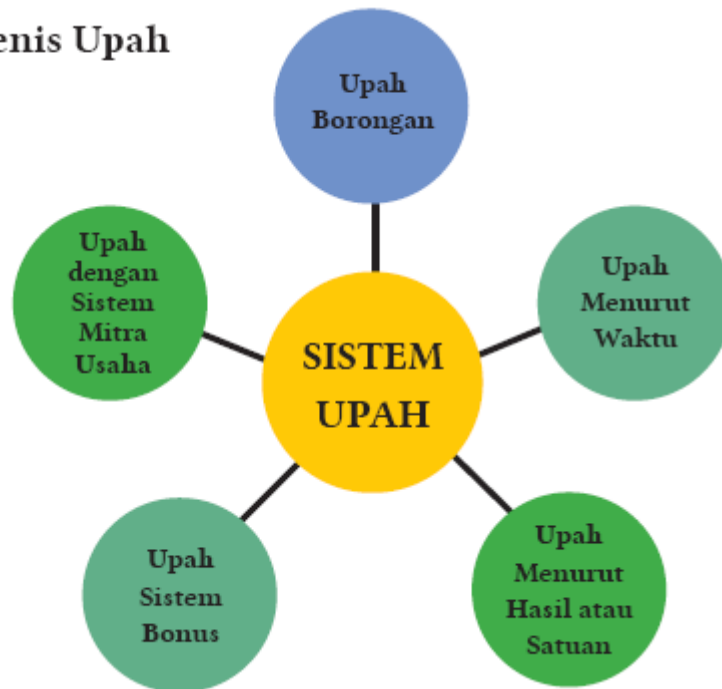 enis Upah
Upah
Borongan
Upah
dengan
Sistem
Mitra
Usaha
Upah
Menurut
Waktu
SISTEM
UPAH
Upah
Sistem
Bonus
Upah
Menurut
Hasil atau
Satuan